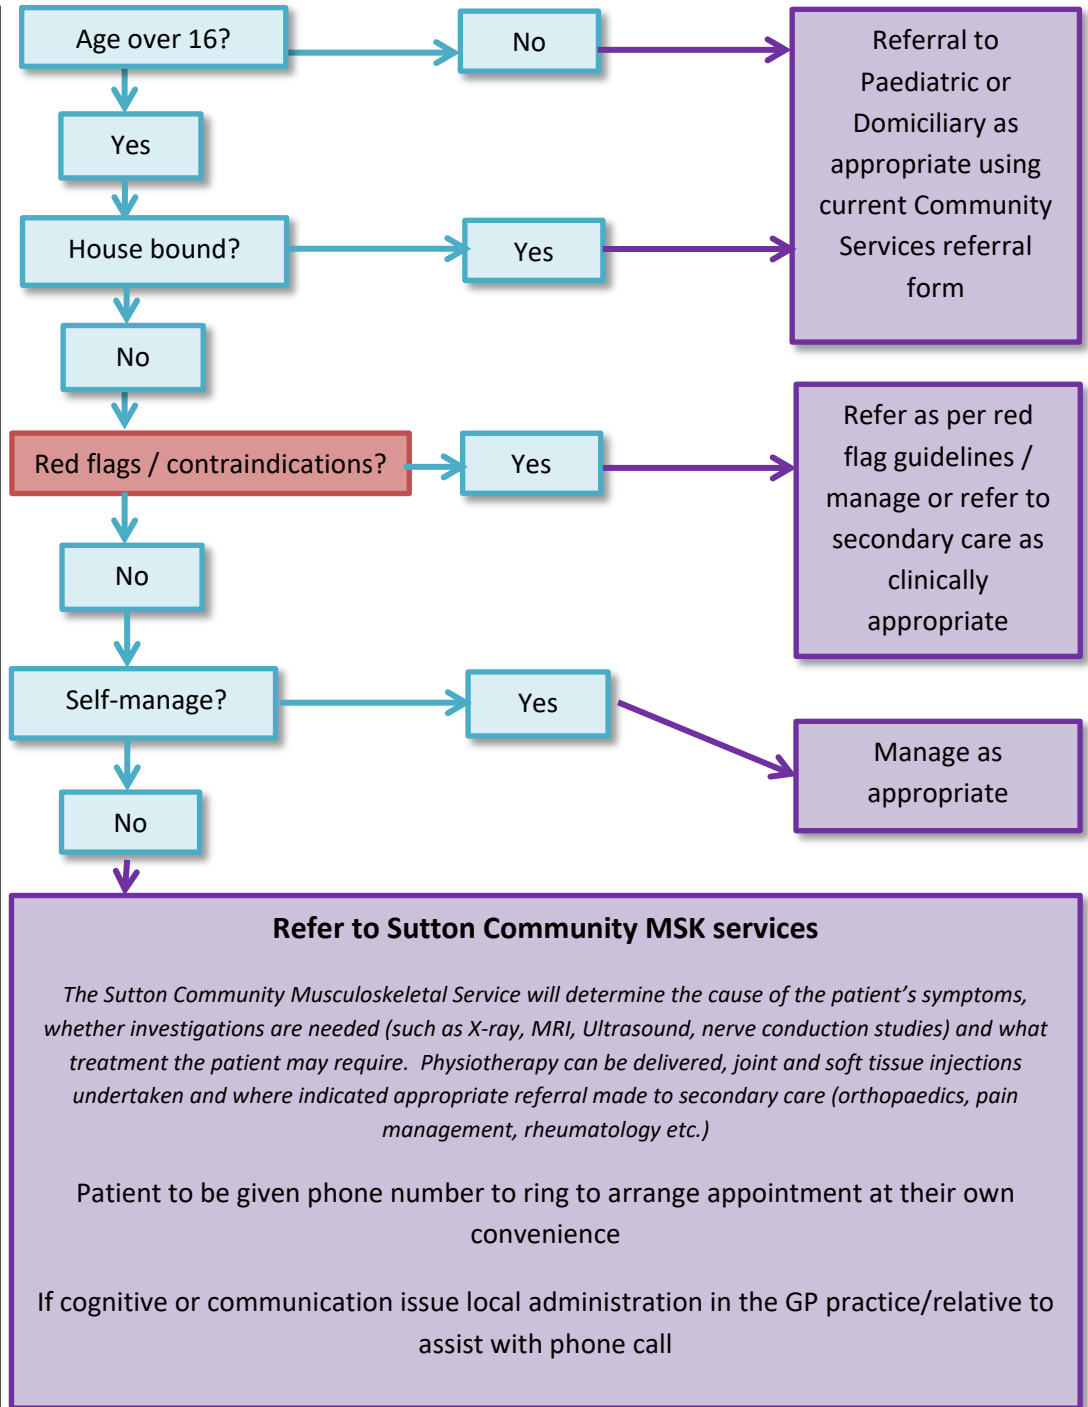 Age over 16?
No
Referral to
Paediatric or
Domiciliary as
appropriate using
current Community
Services referral
form
Yes
House bound?
Yes
No
Red flags / contraindications?
Yes
Refer as per red
flag guidelines /
manage or refer to
secondary care as
clinically
appropriate
No
Self-manage?
Yes
Manage as
appropriate
No
Refer to Sutton Community MSK services
The Sutton Community Musculoskeletal Service will determine the cause of the patient’s symptoms,
whether investigations are needed (such as X-ray, MRI, Ultrasound, nerve conduction studies) and what
treatment the patient may require.  Physiotherapy can be delivered, joint and soft tissue injections
undertaken and where indicated appropriate referral made to secondary care (orthopaedics, pain
management, rheumatology etc.)
Patient to be given phone number to ring to arrange appointment at their own
convenience
If cognitive or communication issue local administration in the GP practice/relative to
assist with phone call